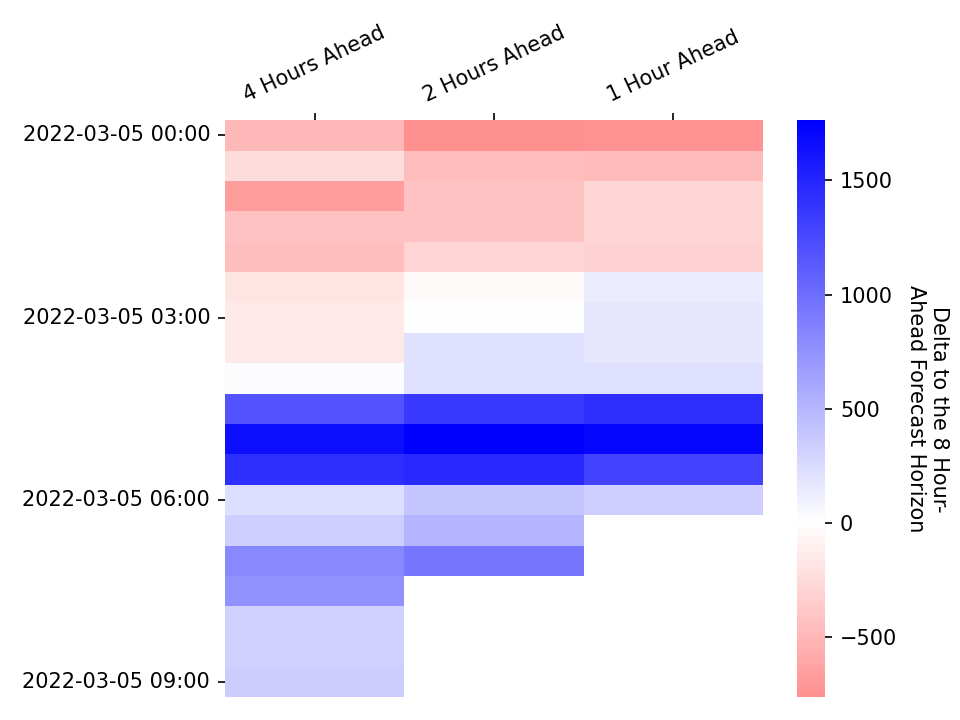 4 Hours Ahead
2 Hours Ahead
1 Hour Ahead
2022-03-05 00:00
2022-03-05 03:00
2022-03-05 06:00
2022-03-05 09:00
1500
1000
500
0
−500
Delta to the 8 Hour-
Ahead Forecast Horizon